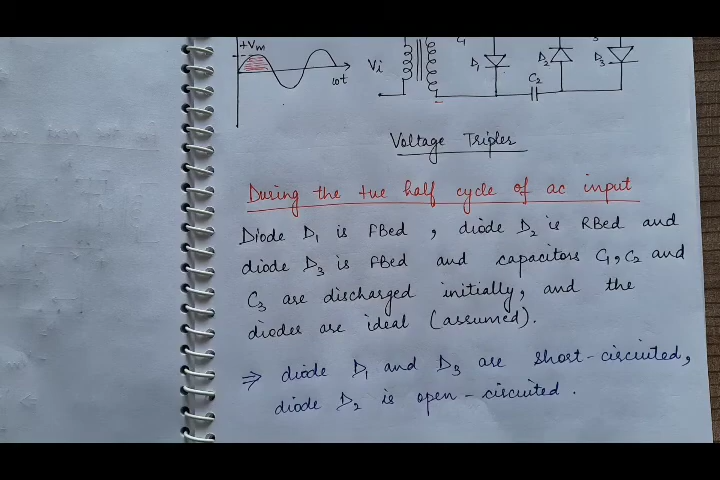 +Vm
Vi
D1
D2
D3
C2
ωt
Voltage Tripler
During the +ve half cycle of ac input
Diode D1 is FBed, diode D2 is RBed and
diode D3 is FBed and capacitors C1, C2 and
C3 are discharged initially, and the
diodes are ideal (assumed).
⇒ diode D1 and D3 are short-circuited,
diode D2 is open-circuited.